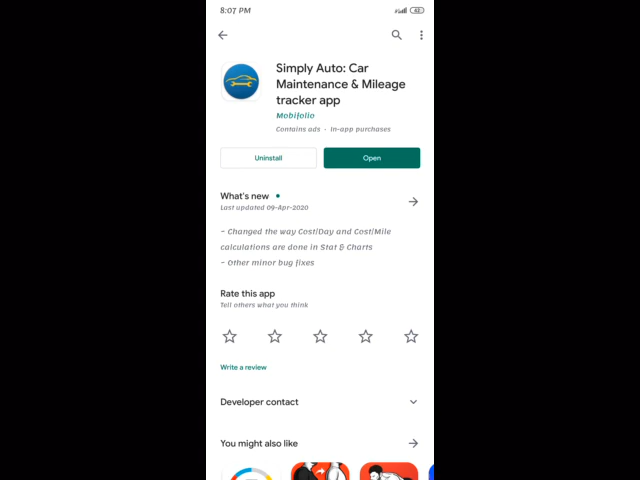 8:07 PM
42
Simply Auto: Car
Maintenance & Mileage
tracker app
Mobifolio
Contains ads • In-app purchases
Uninstall
Open
What's new •
Last updated 09-Apr-2020
- Changed the way Cost/Day and Cost/Mile
calculations are done in Stat & Charts
- Other minor bug fixes
Rate this app
Tell others what you think
Write a review
Developer contact
You might also like